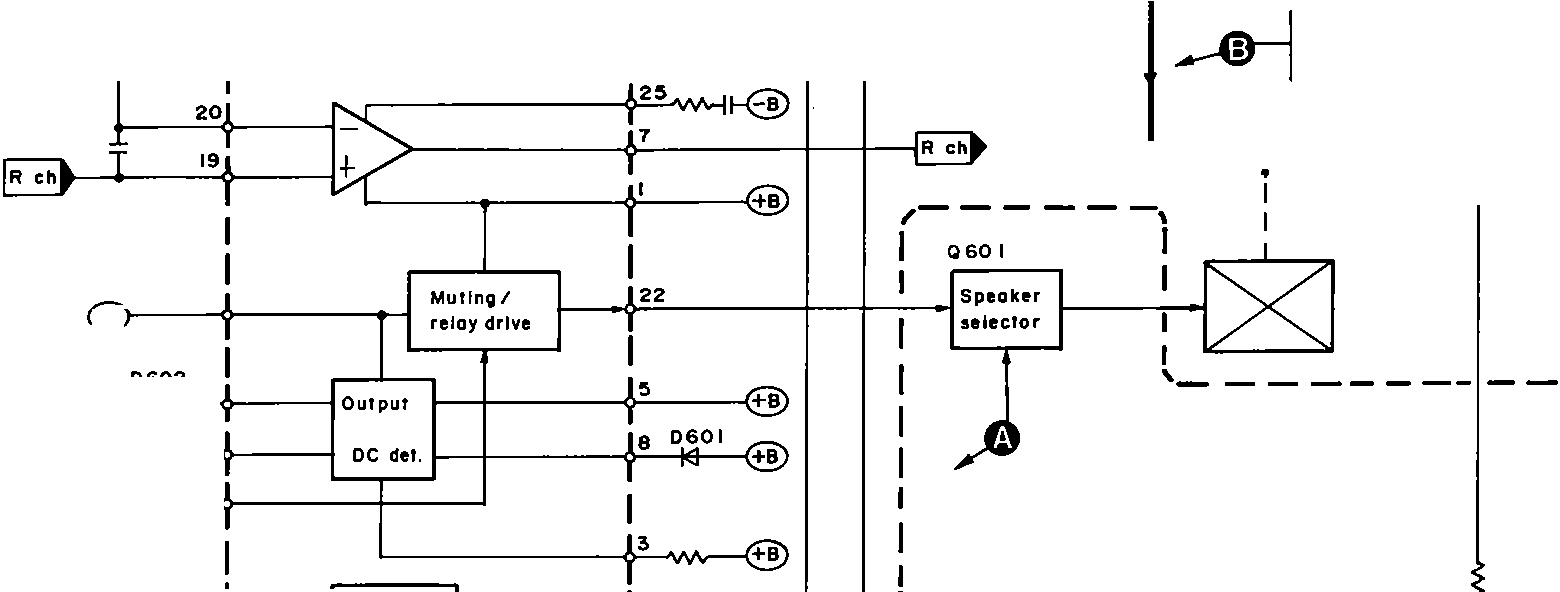 B
25
-B
20
7
R ch
19
R ch
1
+B
Q601
Muting/
relay drive
22
Speaker
selector
Output
5
+B
A
DC det.
8
D601
+B
3
+B